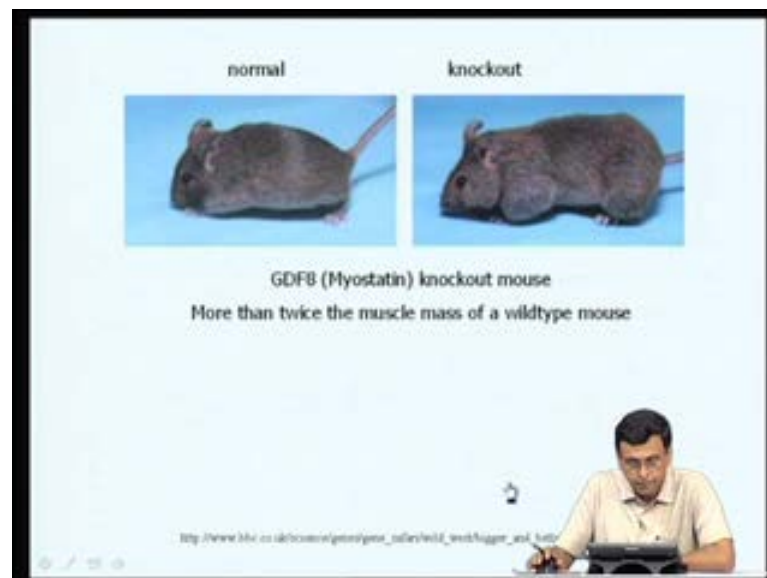 normal knockout
GDF8 (Myostatin) knockout mouse
More than twice the muscle mass of a wildtype mouse